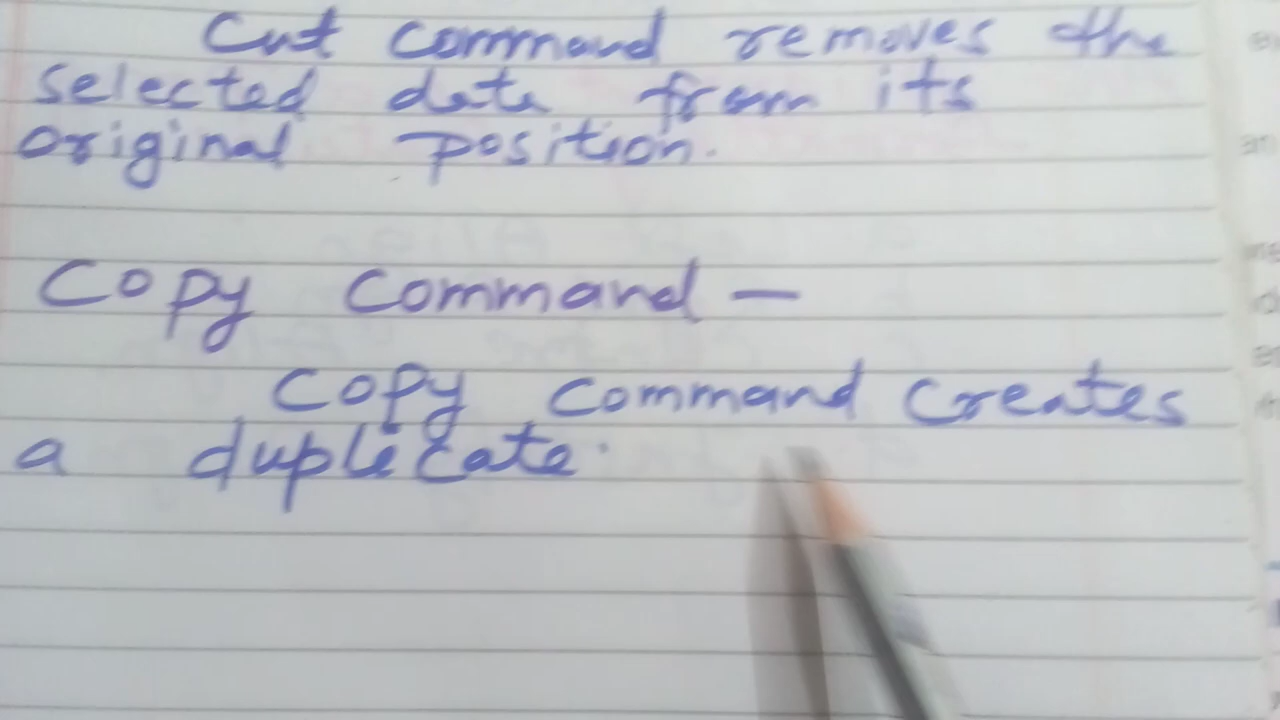 Cut command removes the
selected data from its
original position.
Copy Command —
Copy command creates
a duplicate.